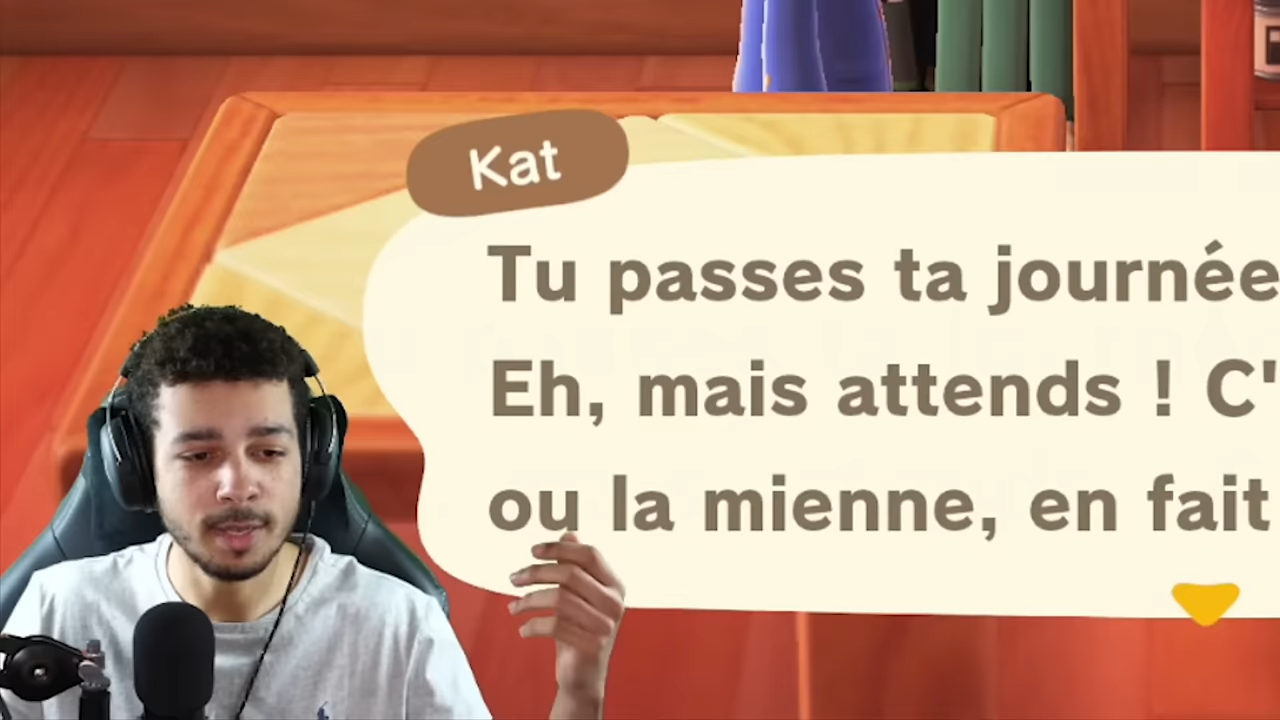 Kat
Tu passes ta journée
Eh, mais attends ! C'
ou la mienne, en fait